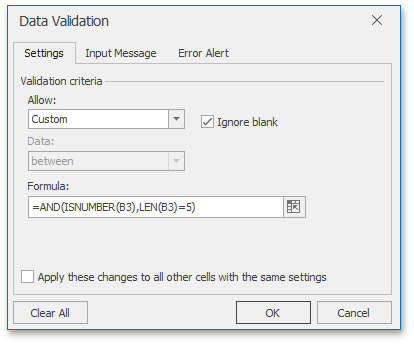 Data Validation
Settings Input Message Error Alert
Validation criteria
Allow:
Custom Ignore blank
Data:
between
Formula:
=AND(ISNUMBER(B3),LEN(B3)=5)
Apply these changes to all other cells with the same settings
Clear All OK Cancel